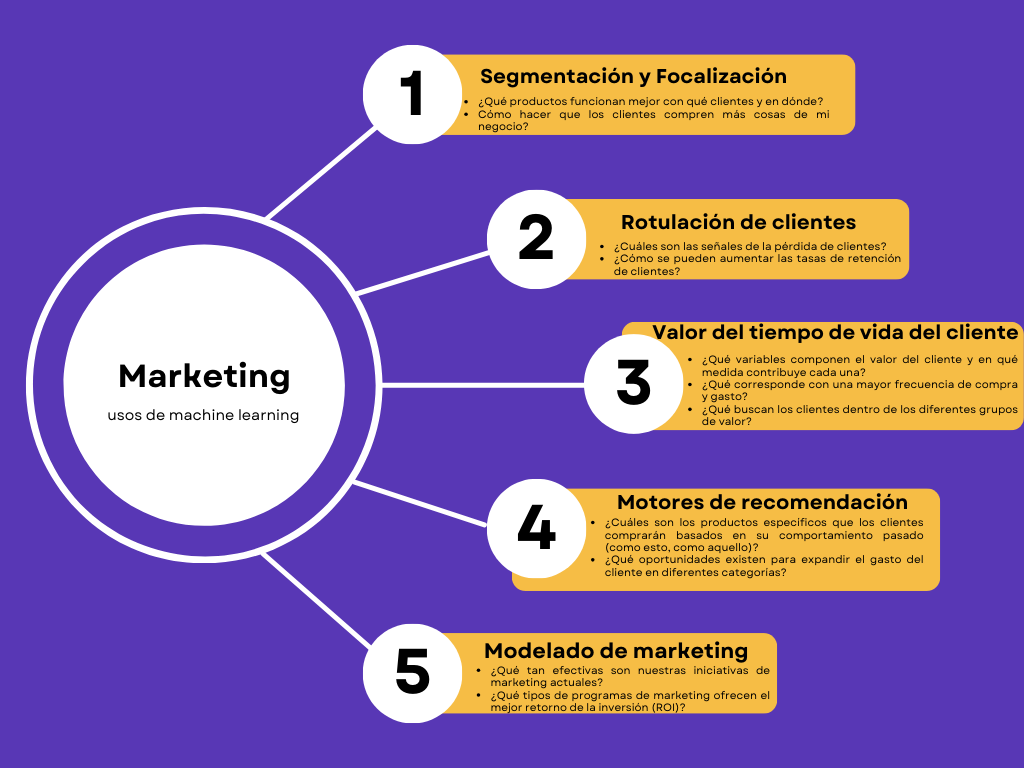 Marketing
usos de machine learning
1
Segmentación y Focalización
• ¿Qué productos funcionan mejor con qué clientes y en dónde?
• Cómo hacer que los clientes compren más cosas de mi
negocio?
2
Rotulación de clientes
• ¿Cuáles son las señales de la pérdida de clientes?
• ¿Cómo se pueden aumentar las tasas de retención
de clientes?
3
Valor del tiempo de vida del cliente
• ¿Qué variables componen el valor del cliente y en qué
medida contribuye cada una?
• ¿Qué corresponde con una mayor frecuencia de compra
y gasto?
• ¿Qué buscan los clientes dentro de los diferentes grupos
de valor?
4
Motores de recomendación
• ¿Cuáles son los productos específicos que los clientes
comprarán basados en su comportamiento pasado
(como esto, como aquello)?
• ¿Qué oportunidades existen para expandir el gasto del
cliente en diferentes categorías?
5
Modelado de marketing
• ¿Qué tan efectivas son nuestras iniciativas de
marketing actuales?
• ¿Qué tipos de programas de marketing ofrecen el
mejor retorno de la inversión (ROI)?